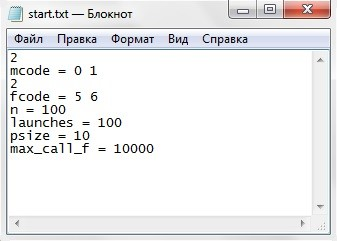 start.txt — Блокнот
Файл Правка Формат Вид Справка
2
mcode = 0 1
2
fcode = 5 6
n = 100
launches = 100
psize = 10
max_call_f = 10000